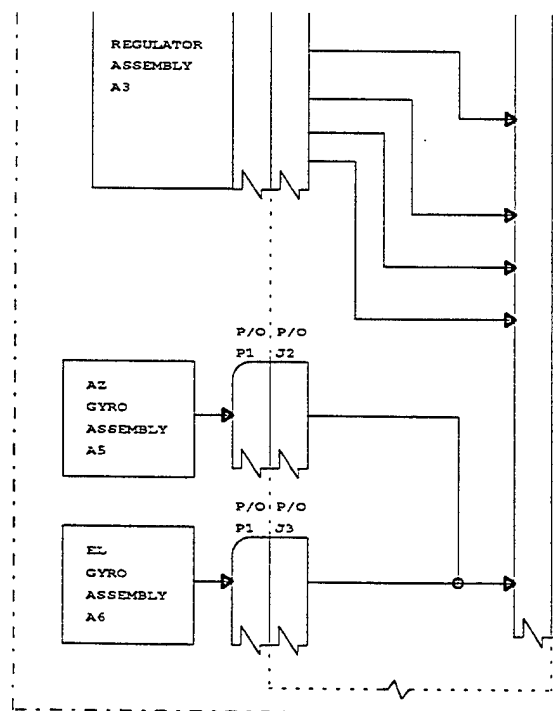 REGULATOR
ASSEMBLY
A3
P/O P/O
P1 J2
AZ
GYRO
ASSEMBLY
A5
P/O P/O
P1 J3
EL
GYRO
ASSEMBLY
A6